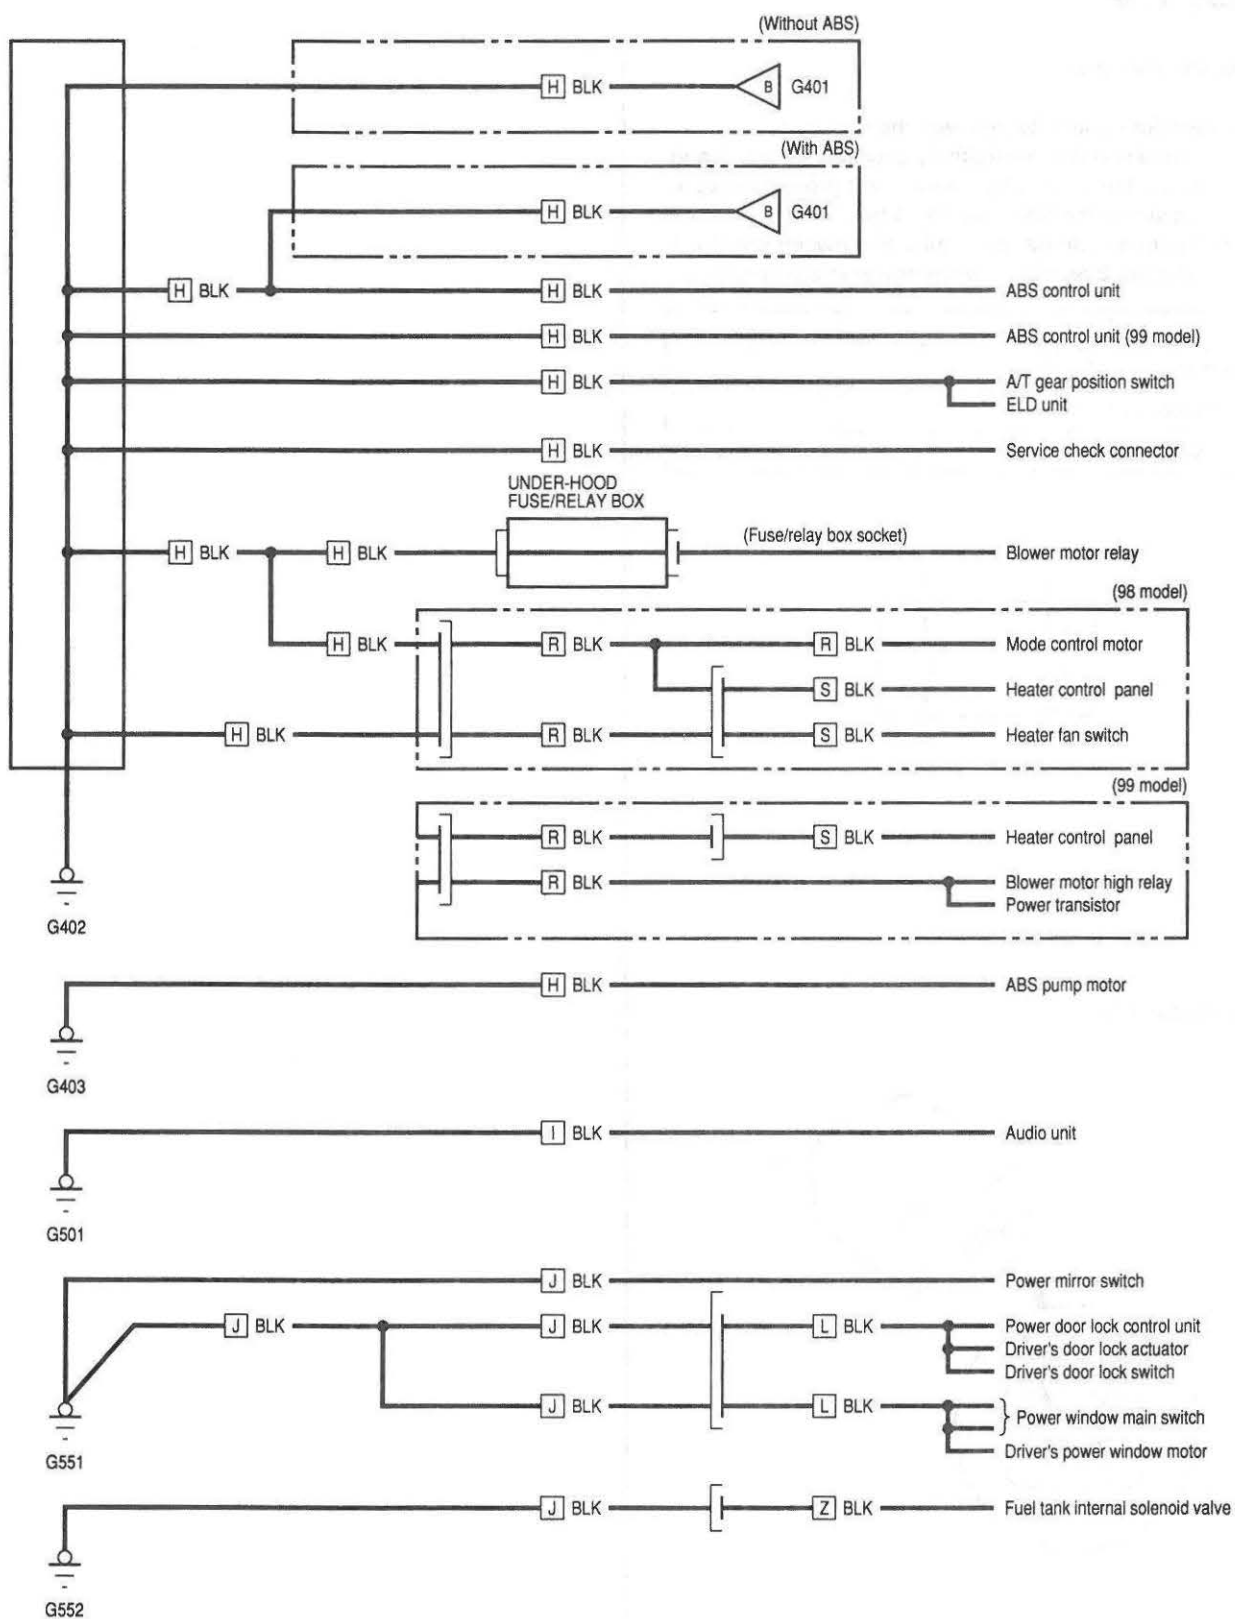 (Without ABS)
H BLK B G401
(With ABS)
H BLK B G401
H BLK H BLK ABS control unit
H BLK ABS control unit (99 model)
H BLK A/T gear position switch
ELD unit
H BLK Service check connector
UNDER-HOOD
FUSE/RELAY BOX
H BLK H BLK (Fuse/relay box socket) Blower motor relay
(98 model)
H BLK R BLK R BLK Mode control motor
S BLK Heater control panel
H BLK R BLK S BLK Heater fan switch
(99 model)
R BLK S BLK Heater control panel
R BLK Blower motor high relay
Power transistor
G402
H BLK ABS pump motor
G403
I BLK Audio unit
G501
J BLK Power mirror switch
J BLK J BLK L BLK Power door lock control unit
Driver's door lock actuator
Driver's door lock switch
J BLK L BLK Power window main switch
Driver's power window motor
G551
J BLK Z BLK Fuel tank internal solenoid valve
G552